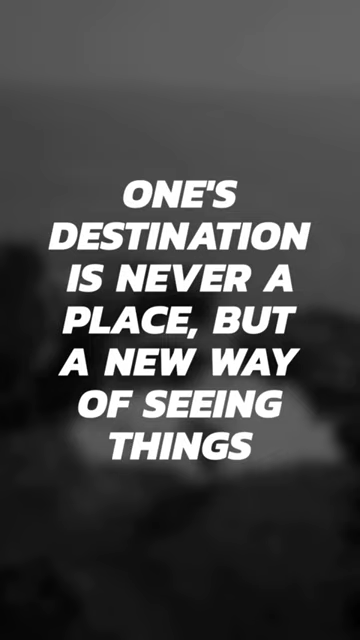 ONE'S
DESTINATION
IS NEVER A
PLACE, BUT
A NEW WAY
OF SEEING
THINGS